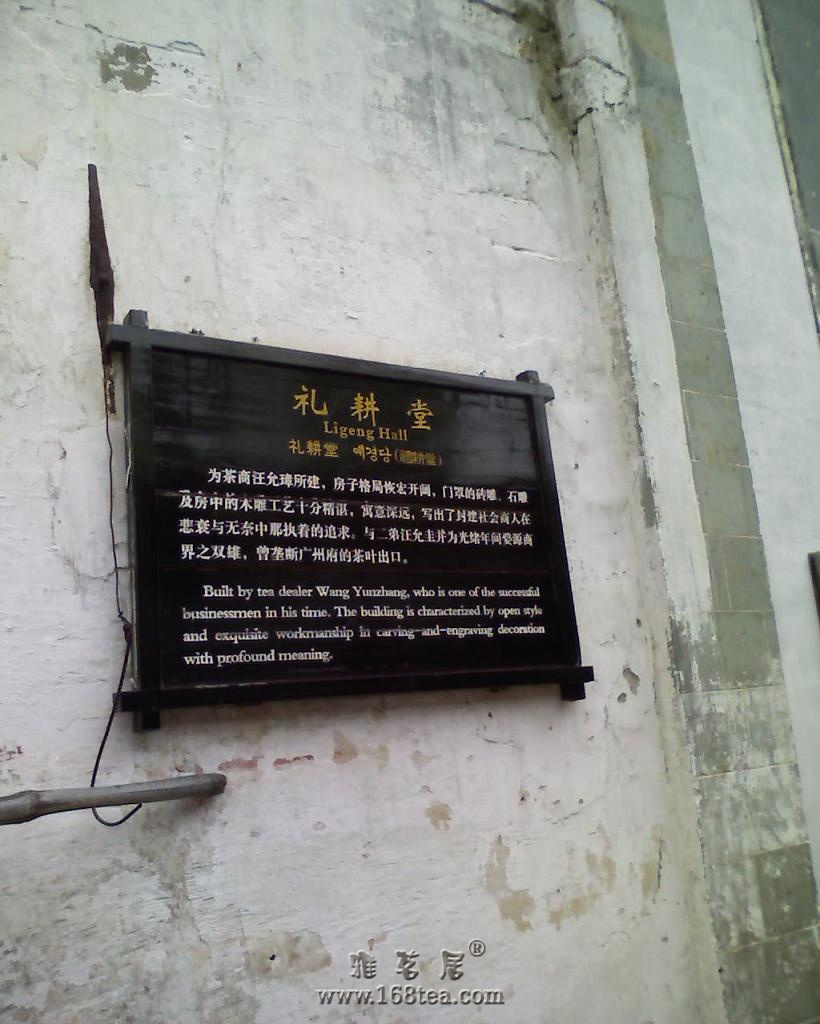 礼耕堂
Ligeng Hall
礼耕堂 예경당(禮耕堂)
为茶商汪允璋所建,房子格局恢宏开阔,门罩的砖雕、石雕
及房中的木雕工艺十分精湛,寓意深远,写出了封建社会商人在
悲哀与无奈中那执着的追求。与二弟汪允圭并为光绪年间婺源商
界之双雄,曾垄断广州府的茶叶出口。
Built by tea dealer Wang Yunzhang, who is one of the successful
businessmen in his time. The building is characterized by open style
and exquisite workmanship in carving-and-engraving decoration
with profound meaning.
雅茗居®
www.168tea.com